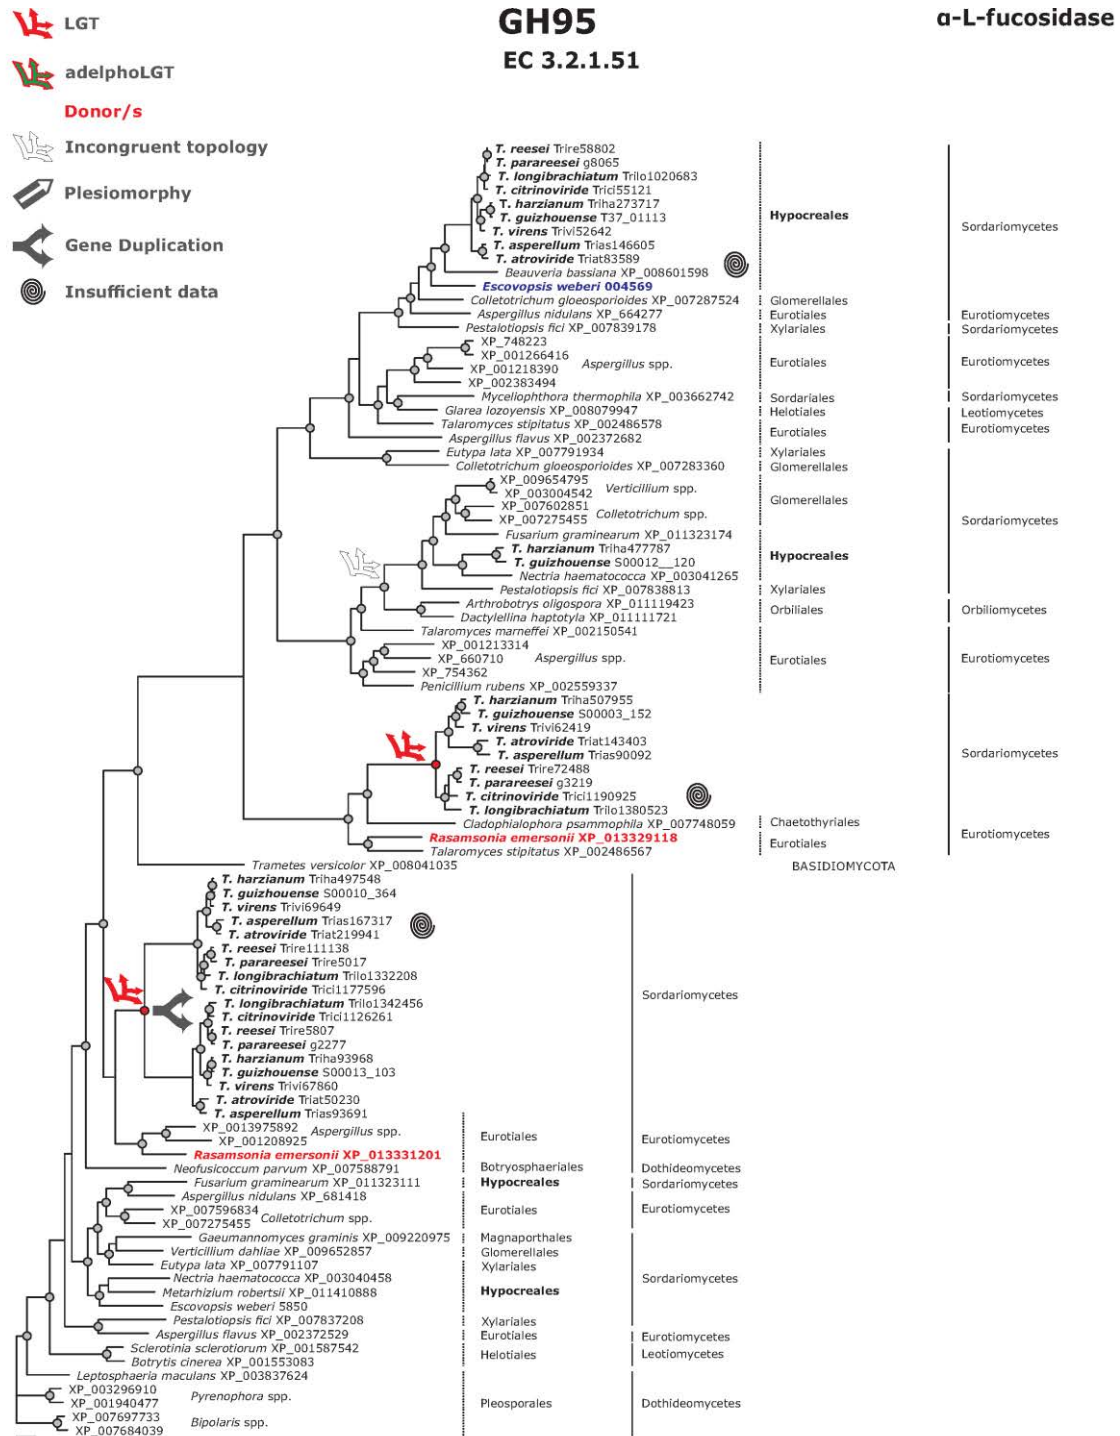 LGT
adelphoLGT
Donor/s
Incongruent topology
Plesiomorphy
Gene Duplication
Insufficient data
GH95
EC 3.2.1.51
α-L-fucosidase
T. reesei Trire58802
T. parareesei g8065
T. longibrachiatum Trilo1020683
T. citrinoviride Trici55121
T. harzianum Triha273717
T. guizhouense T37_01113
T. virens Trivi52642
T. asperellum Trias146605
T. atroviride Triat83589
Beauveria bassiana XP_008601598
Escovopsis weberi 004569
Hypocreales
Sordariomycetes
Colletotrichum gloeosporioides XP_007287524 Glomerellales
Aspergillus nidulans XP_664277 Eurotiales Eurotiomycetes
Pestalotiopsis fici XP_007839178 Xylariales Sordariomycetes
XP_748223
XP_001266416
XP_001218390
XP_002383494
Aspergillus spp. Eurotiales Eurotiomycetes
Myceliophthora thermophila XP_003662742 Sordariales Sordariomycetes
Glarea lozoyensis XP_008079947 Helotiales Leotiomycetes
Talaromyces stipitatus XP_002486578
Aspergillus flavus XP_002372682
Eurotiales Eurotiomycetes
Eutypa lata XP_007791934 Xylariales
Colletotrichum gloeosporioides XP_007283360 Glomerellales
XP_009654795
XP_003004542
Verticillium spp.
XP_007602851
XP_007275455
Colletotrichum spp.
Glomerellales
Sordariomycetes
Fusarium graminearum XP_011323174
T. harzianum Triha477787
T. guizhouense S00012__120
Nectria haematococca XP_003041265
Hypocreales
Pestalotiopsis fici XP_007838813 Xylariales
Arthrobotrys oligospora XP_011119423
Dactylellina haptotyla XP_011111721
Orbiliales Orbiliomycetes
Talaromyces marneffei XP_002150541
XP_001213314
XP_660710
XP_754362
Aspergillus spp.
Penicillium rubens XP_002559337
Eurotiales Eurotiomycetes
T. harzianum Triha507955
T. guizhouense S00003_152
T. virens Trivi62419
T. atroviride Triat143403
T. asperellum Trias90092
T. reesei Trire72488
T. parareesei g3219
T. citrinoviride Trici1190925
T. longibrachiatum Trilo1380523
Sordariomycetes
Cladophialophora psammophila XP_007748059 Chaetothyriales
Rasamsonia emersonii XP_013329118
Talaromyces stipitatus XP_002486567
Eurotiales
Eurotiomycetes
Trametes versicolor XP_008041035 BASIDIOMYCOTA
T. harzianum Triha497548
T. guizhouense S00010_364
T. virens Trivi69649
T. asperellum Trias167317
T. atroviride Triat219941
T. reesei Trire111138
T. parareesei Trire5017
T. longibrachiatum Trilo1332208
T. citrinoviride Trici1177596
T. longibrachiatum Trilo1342456
T. citrinoviride Trici1126261
T. reesei Trire5807
T. parareesei g2277
T. harzianum Triha93968
T. guizhouense S00013_103
T. virens Trivi67860
T. atroviride Triat50230
T. asperellum Trias93691
Sordariomycetes
XP_0013975892
XP_001208925
Aspergillus spp.
Rasamsonia emersonii XP_013331201
Eurotiales Eurotiomycetes
Neofusicoccum parvum XP_007588791 Botryosphaeriales Dothideomycetes
Fusarium graminearum XP_011323111 Hypocreales Sordariomycetes
Aspergillus nidulans XP_681418
XP_007596834
XP_007275455
Colletotrichum spp.
Eurotiales Eurotiomycetes
Gaeumannomyces graminis XP_009220975 Magnaporthales
Verticillium dahliae XP_009652857 Glomerellales
Eutypa lata XP_007791107 Xylariales
Nectria haematococca XP_003040458
Metarhizium robertsii XP_011410888
Escovopsis weberi 5850
Hypocreales
Sordariomycetes
Pestalotiopsis fici XP_007837208 Xylariales
Aspergillus flavus XP_002372529 Eurotiales Eurotiomycetes
Sclerotinia sclerotiorum XP_001587542
Botrytis cinerea XP_001553083
Helotiales Leotiomycetes
Leptosphaeria maculans XP_003837624
XP_003296910
XP_001940477
Pyrenophora spp.
XP_007697733
XP_007684039
Bipolaris spp.
Pleosporales Dothideomycetes